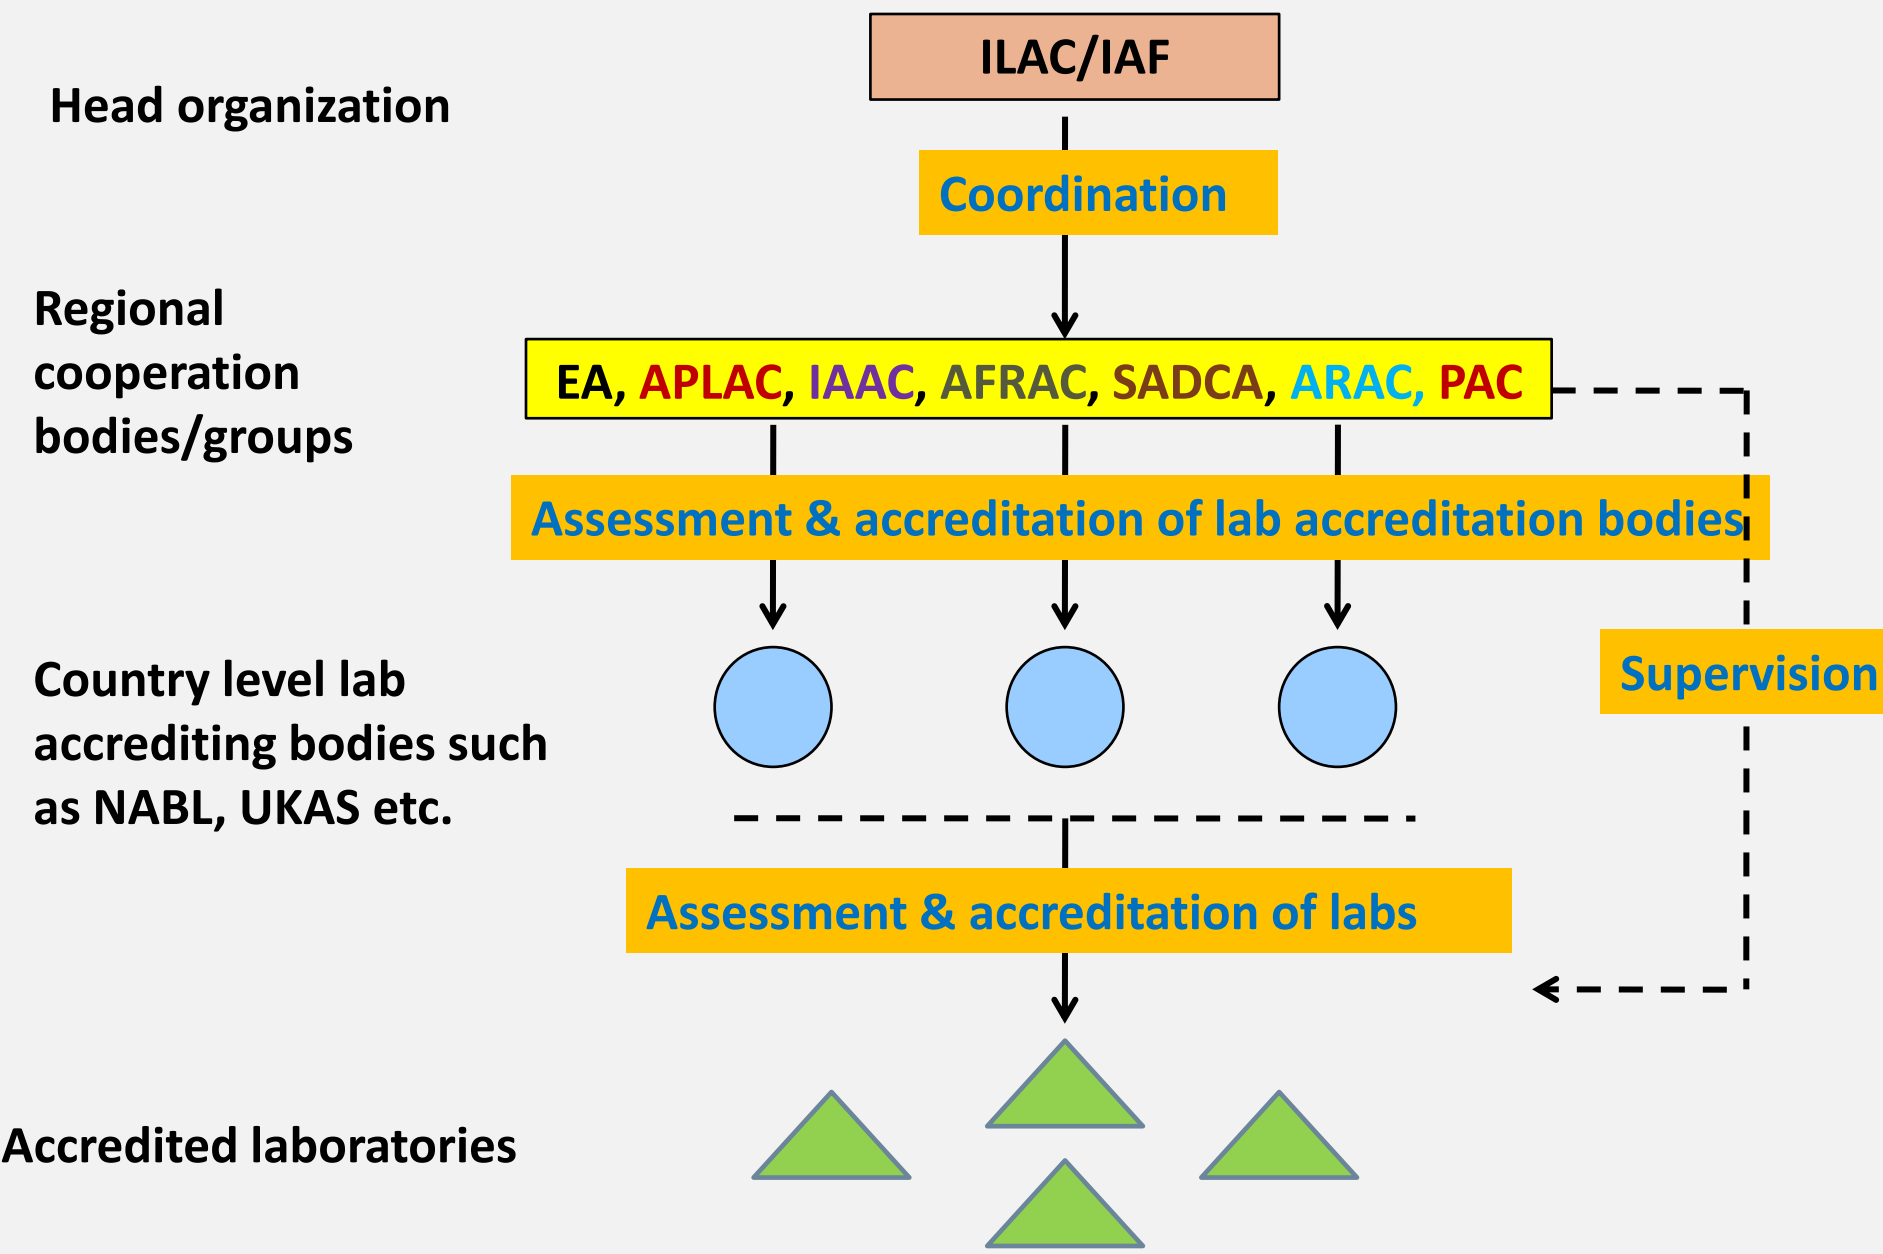 ILAC/IAF
Head organization
Coordination
Regional
cooperation
bodies/groups
EA, APLAC, IAAC, AFRAC, SADCA, ARAC, PAC
Assessment & accreditation of lab accreditation bodies
Country level lab
accrediting bodies such
as NABL, UKAS etc.
Supervision
Assessment & accreditation of labs
Accredited laboratories